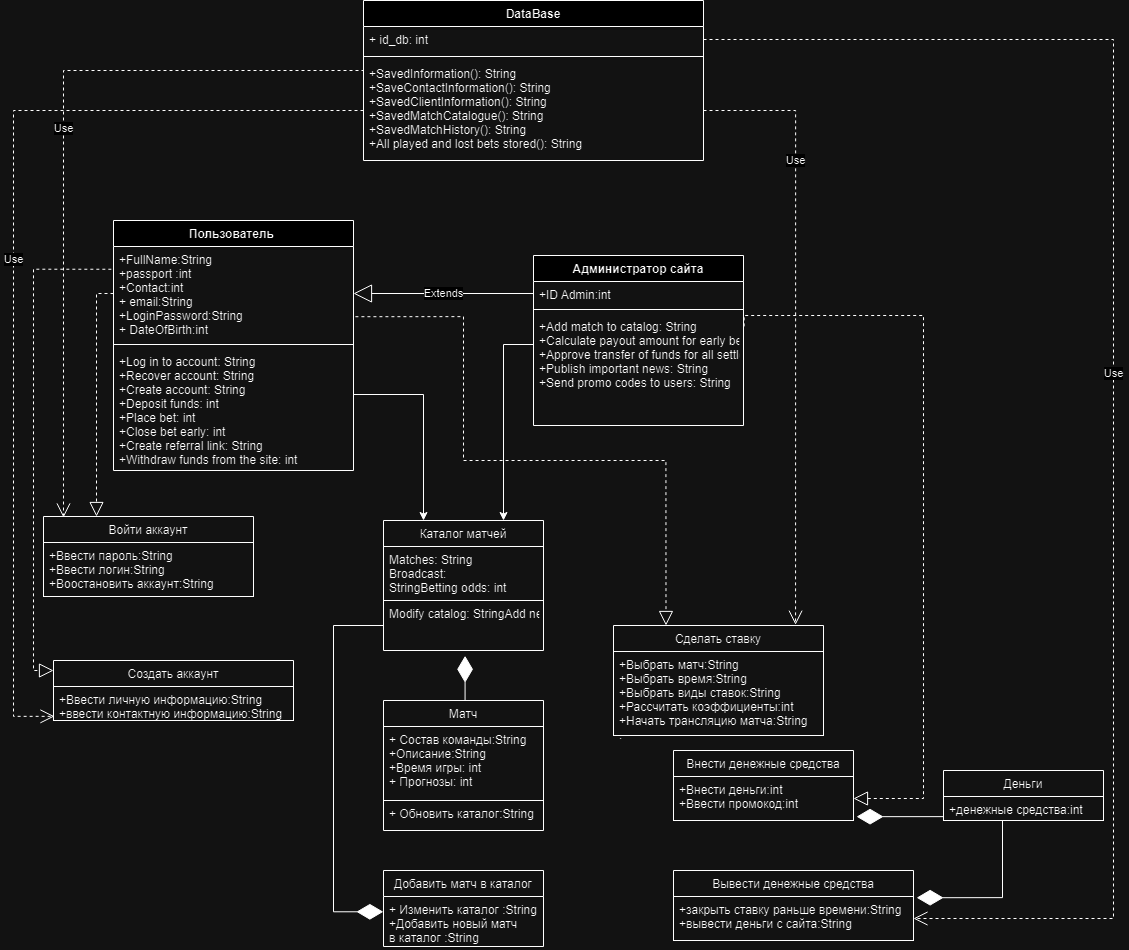 DataBase
+ id_db: int
+SavedInformation(): String
+SaveContactInformation(): String
+SavedClientInformation(): String
+SavedMatchCatalogue(): String
+SavedMatchHistory(): String
+All played and lost bets stored(): String
Use
Use
Use
Use
Пользователь
+FullName:String
+passport :int
+Contact:int
+ email:String
+LoginPassword:String
+ DateOfBirth:int
+Log in to account: String
+Recover account: String
+Create account: String
+Deposit funds: int
+Place bet: int
+Close bet early: int
+Create referral link: String
+Withdraw funds from the site: int
Extends
Администратор сайта
+ID Admin:int
+Add match to catalog: String
+Calculate payout amount for early be
+Approve transfer of funds for all settl
+Publish important news: String
+Send promo codes to users: String
Войти аккаунт
+Ввести пароль:String
+Ввести логин:String
+Воостановить аккаунт:String
Каталог матчей
Matches: String
Broadcast:
StringBetting odds: int
Modify catalog: StringAdd ne
Создать аккаунт
+Ввести личную информацию:String
+ввести контактную информацию:String
Сделать ставку
+Выбрать матч:String
+Выбрать время:String
+Выбрать виды ставок:String
+Рассчитать коэффициенты:int
+Начать трансляцию матча:String
.
Матч
+ Состав команды:String
+Описание:String
+Время игры: int
+ Прогнозы: int
+ Обновить каталог:String
Внести денежные средства
+Внести деньги:int
+Ввести промокод:int
Деньги
+денежные средства:int
Добавить матч в каталог
+ Изменить каталог :String
+Добавить новый матч
в каталог :String
Вывести денежные средства
+закрыть ставку раньше времени:String
+вывести деньги с сайта:String